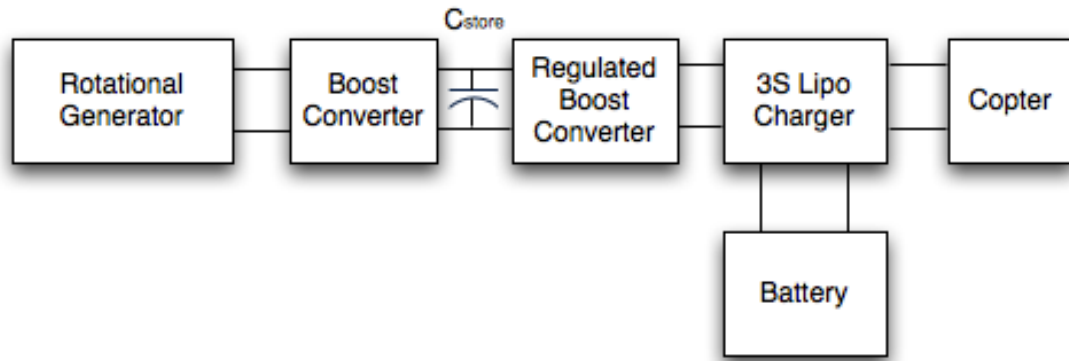 Cstore
Rotational
Generator
Boost
Converter
Regulated
Boost
Converter
3S Lipo
Charger
Copter
Battery